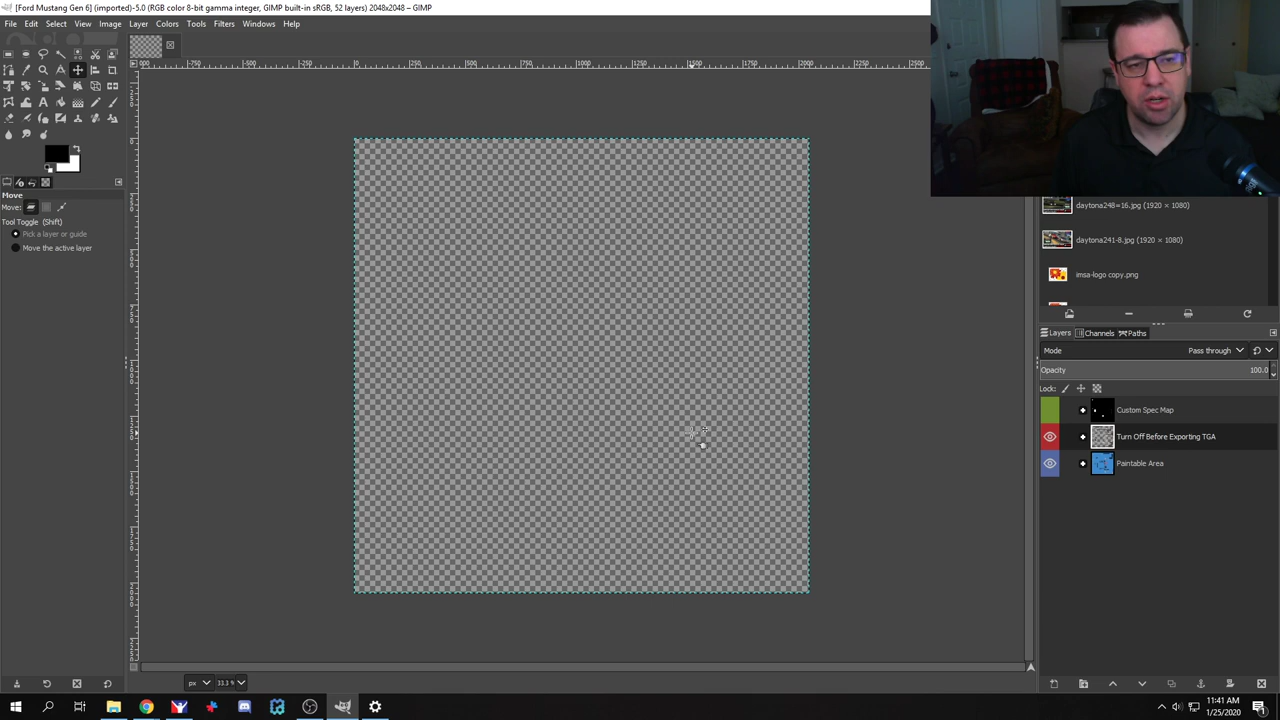 [Ford Mustang Gen 6] (imported)-5.0 (RGB color 8-bit gamma integer, GIMP built-in sRGB, 52 layers) 2048x2048 – GIMP
File Edit Select View Image Layer Colors Tools Filters Windows Help
Move
Move:
Tool Toggle (Shift)
Pick a layer or guide
Move the active layer
daytona248=16.jpg (1920 × 1080)
daytona241-8.jpg (1920 × 1080)
imsa-logo copy.png
Layers Channels Paths
Mode Pass through
Opacity 100.0
Lock:
Custom Spec Map
Turn Off Before Exporting TGA
Paintable Area
px 33.3 %
11:41 AM
1/25/2020